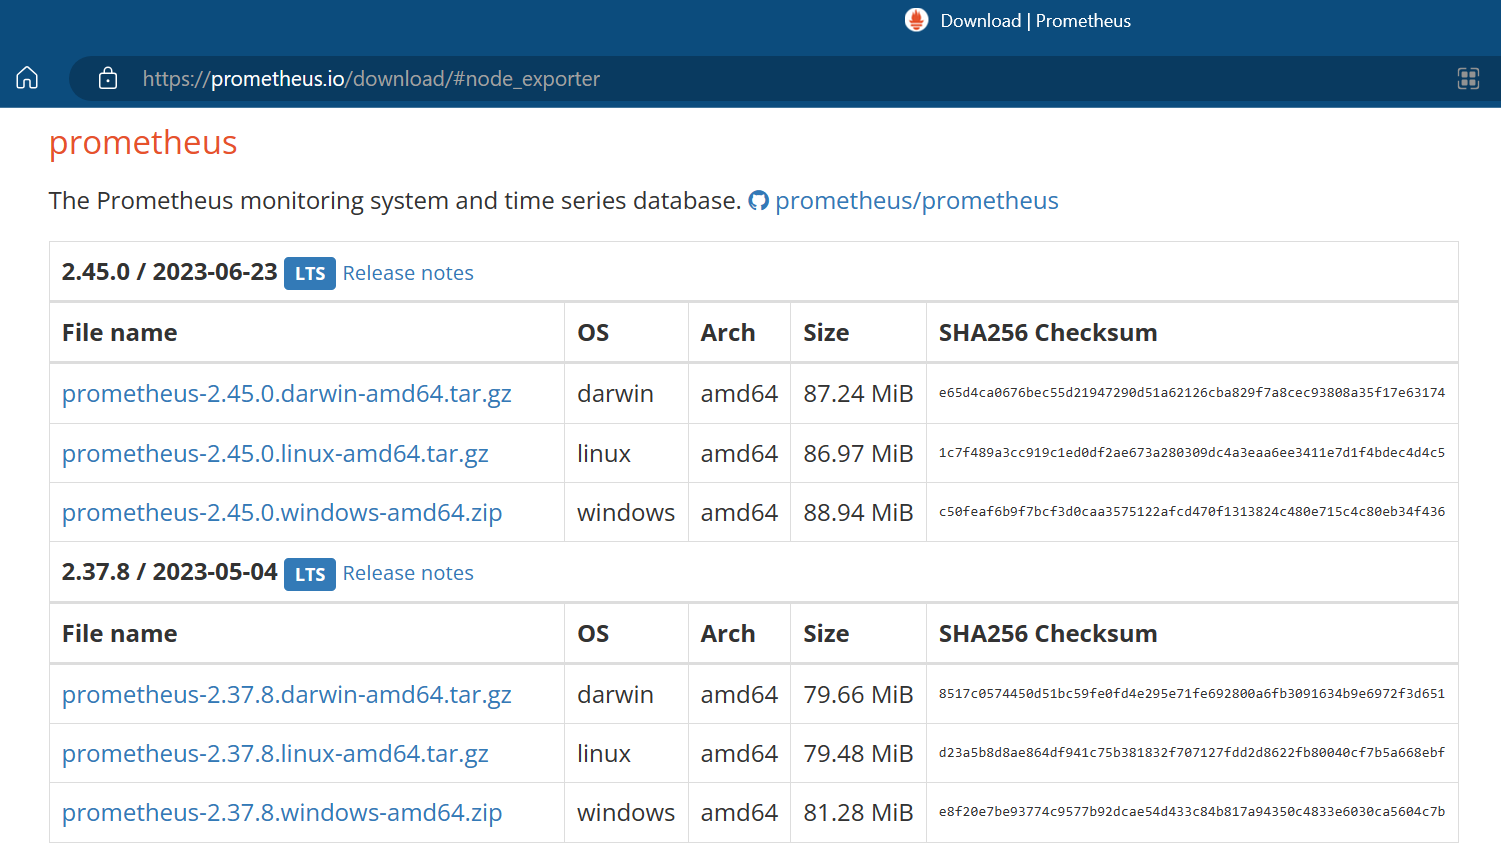 Download | Prometheus
https://prometheus.io/download/#node_exporter
prometheus
The Prometheus monitoring system and time series database. prometheus/prometheus
2.45.0 / 2023-06-23 LTS Release notes
File name OS Arch Size SHA256 Checksum
prometheus-2.45.0.darwin-amd64.tar.gz darwin amd64 87.24 MiB e65d4ca0676bec55d21947290d51a62126cba829f7a8cec93808a35f17e63174
prometheus-2.45.0.linux-amd64.tar.gz linux amd64 86.97 MiB 1c7f489a3cc919c1ed0df2ae673a280309dc4a3eaa6ee3411e7d1f4bdec4d4c5
prometheus-2.45.0.windows-amd64.zip windows amd64 88.94 MiB c50feaf6b9f7bcf3d0caa3575122afcd470f1313824c480e715c4c80eb34f436
2.37.8 / 2023-05-04 LTS Release notes
File name OS Arch Size SHA256 Checksum
prometheus-2.37.8.darwin-amd64.tar.gz darwin amd64 79.66 MiB 8517c0574450d51bc59fe0fd4e295e71fe692800a6fb3091634b9e6972f3d651
prometheus-2.37.8.linux-amd64.tar.gz linux amd64 79.48 MiB d23a5b8d8ae864df941c75b381832f707127fdd2d8622fb80040cf7b5a668ebf
prometheus-2.37.8.windows-amd64.zip windows amd64 81.28 MiB e8f20e7be93774c9577b92dcae54d433c84b817a94350c4833e6030ca5604c7b